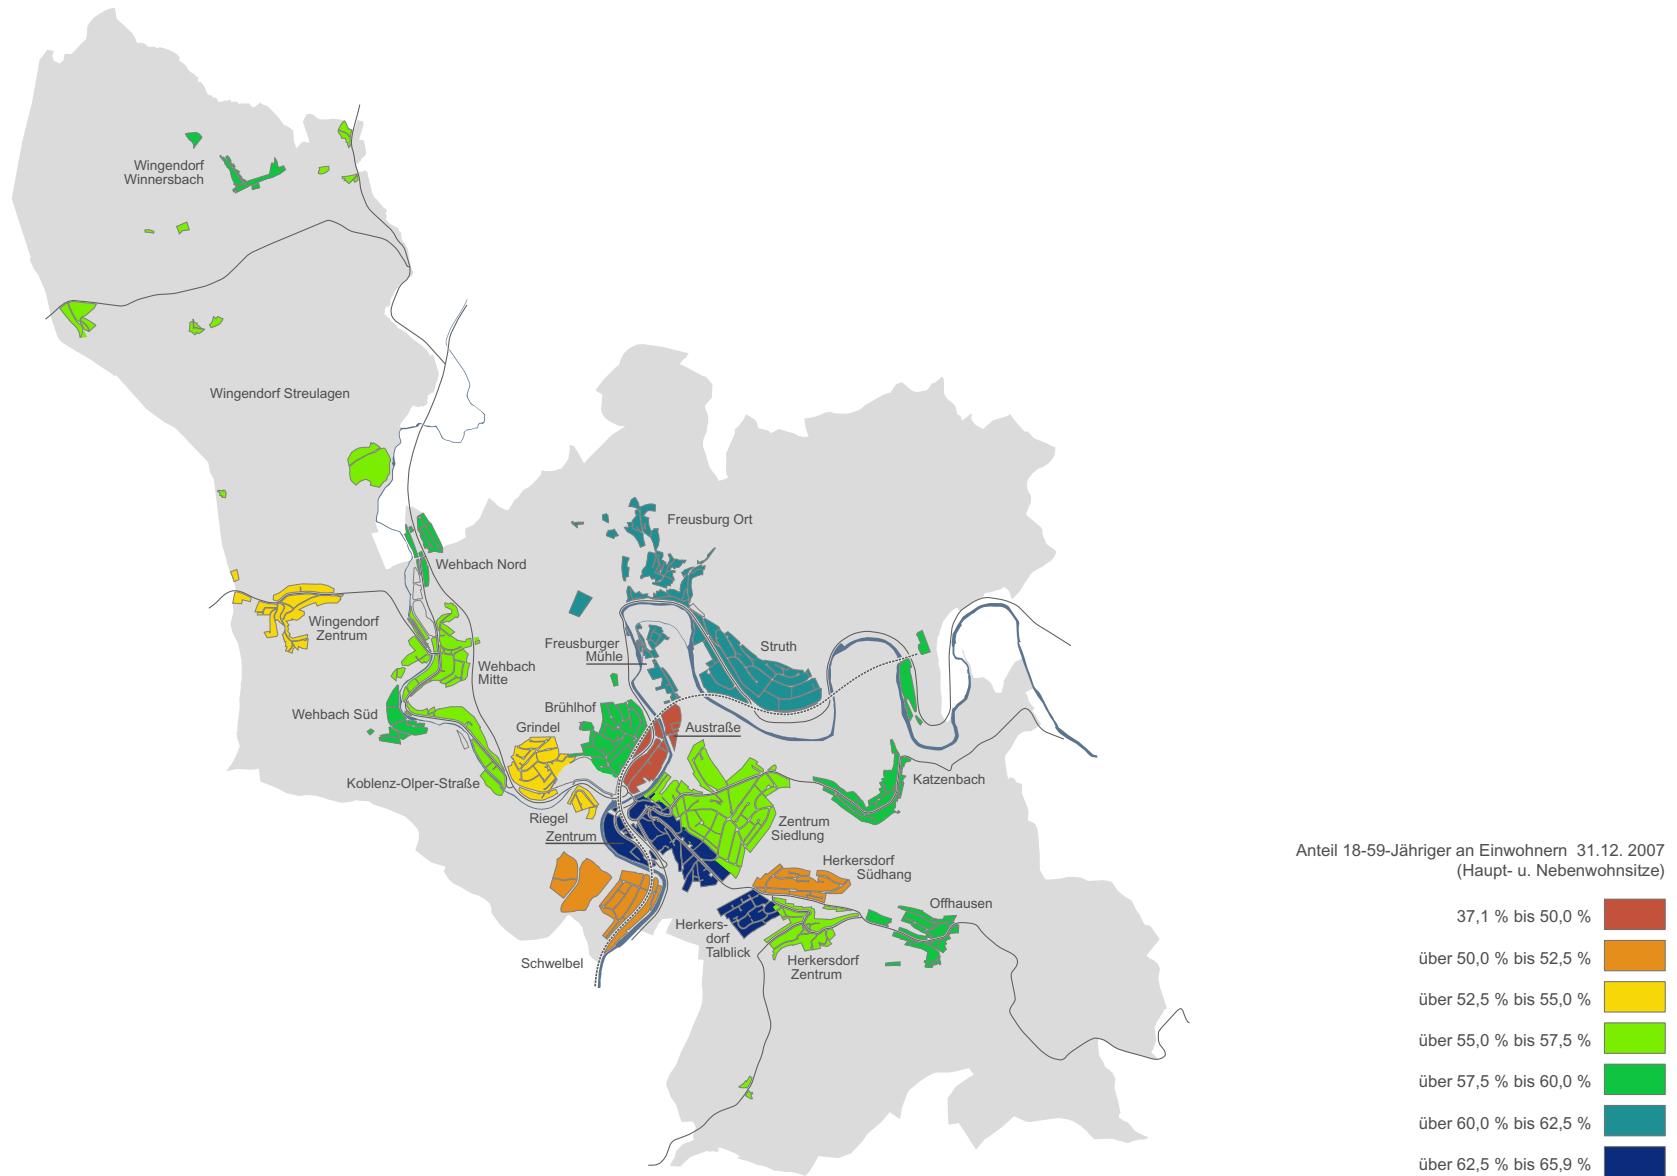 Wingendorf
Winnersbach
Wingendorf Streulagen
Freusburg Ort
Wehbach Nord
Wingendorf
Zentrum
Freusburger
Mühle
Struth
Wehbach
Mitte
Wehbach Süd
Brühlhof
Grindel
Austraße
Koblenz-Olper-Straße
Katzenbach
Riegel
Zentrum
Zentrum
Siedlung
Herkersdorf
Südhang
Offhausen
Herkers-
dorf
Talblick
Herkersdorf
Zentrum
Schwelbel
Anteil 18-59-Jähriger an Einwohnern 31.12. 2007
(Haupt- u. Nebenwohnsitze)
37,1 % bis 50,0 %
über 50,0 % bis 52,5 %
über 52,5 % bis 55,0 %
über 55,0 % bis 57,5 %
über 57,5 % bis 60,0 %
über 60,0 % bis 62,5 %
über 62,5 % bis 65,9 %